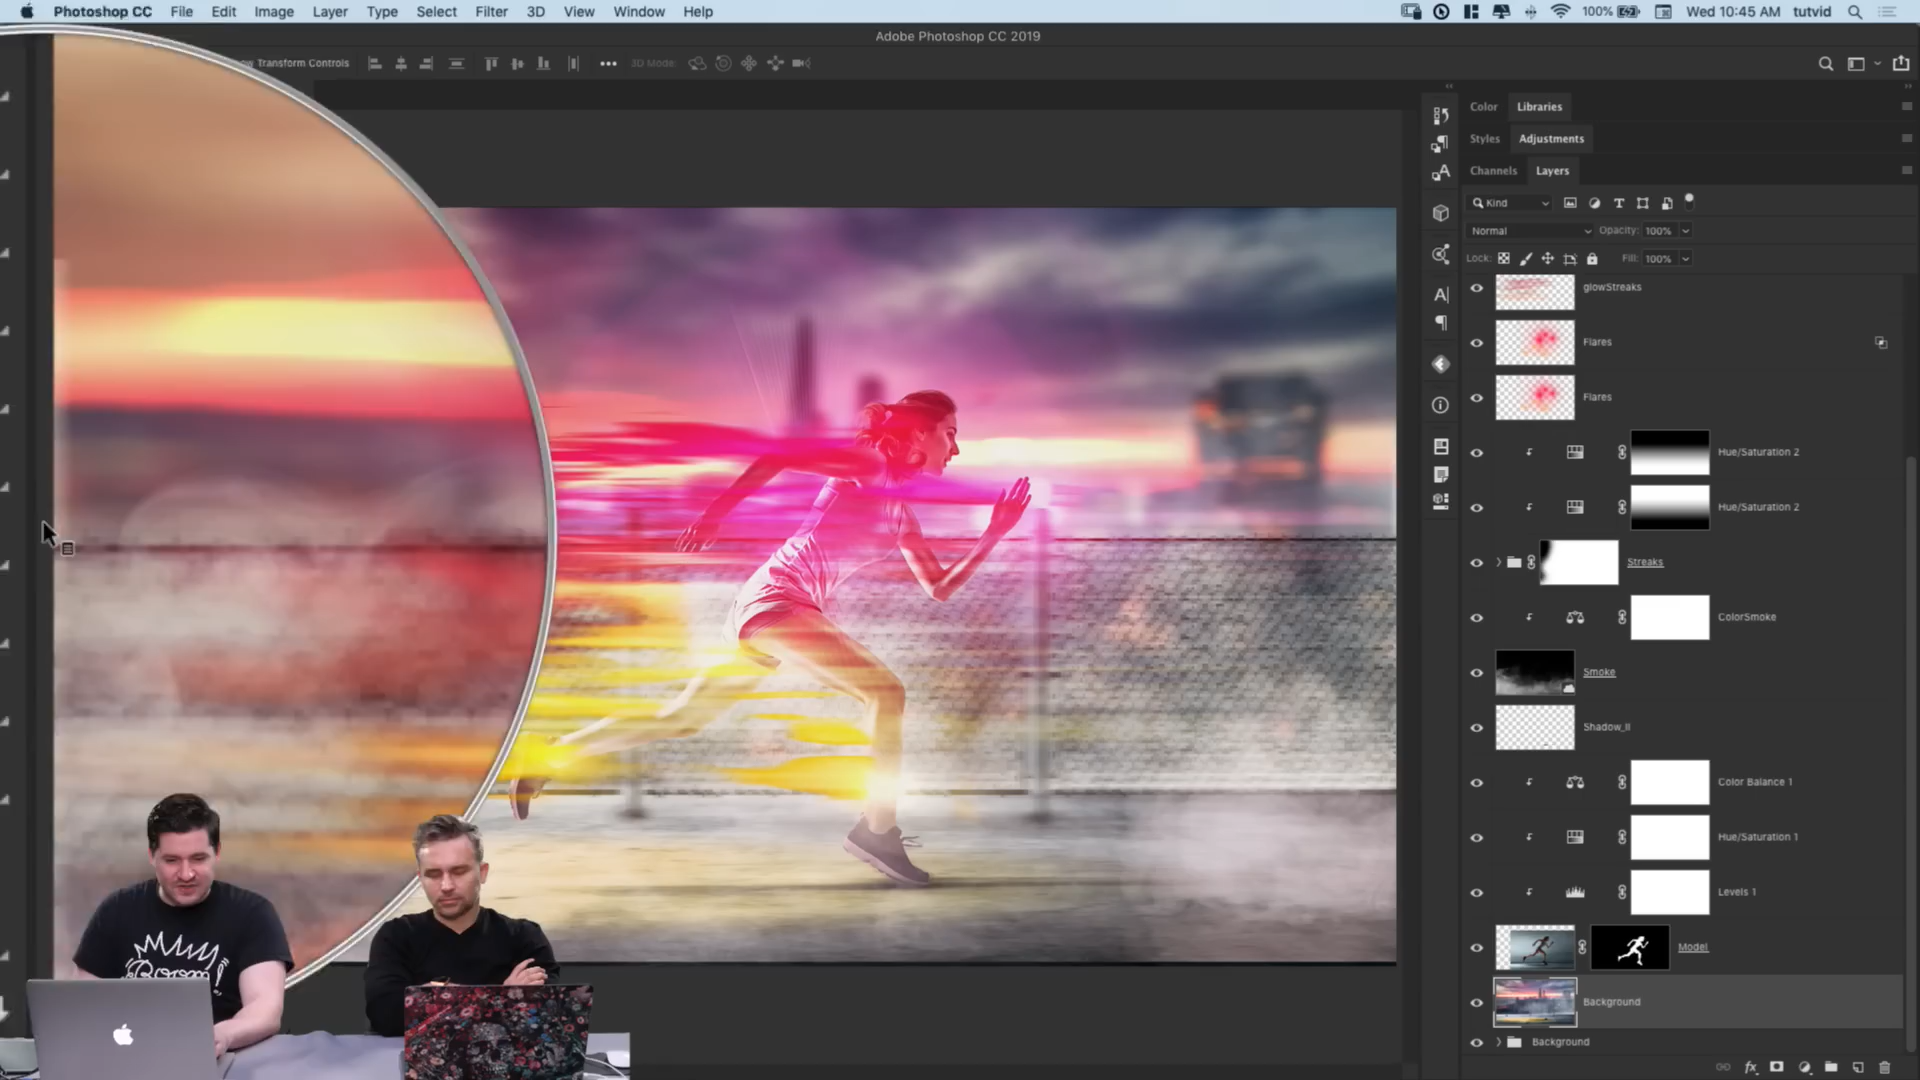 Photoshop CC File Edit Image Layer Type Select Filter 3D View Window Help 100% Wed 10:45 AM tutvid
Adobe Photoshop CC 2019
Transform Controls 3D Mode:
Color Libraries
Styles Adjustments
Channels Layers
Kind
Normal Opacity: 100%
Lock: Fill: 100%
glowStreaks
Flares
Flares
Hue/Saturation 2
Hue/Saturation 2
Streaks
ColorSmoke
Smoke
Shadow_II
Color Balance 1
Hue/Saturation 1
Levels 1
Model
Background
Background
Boom!